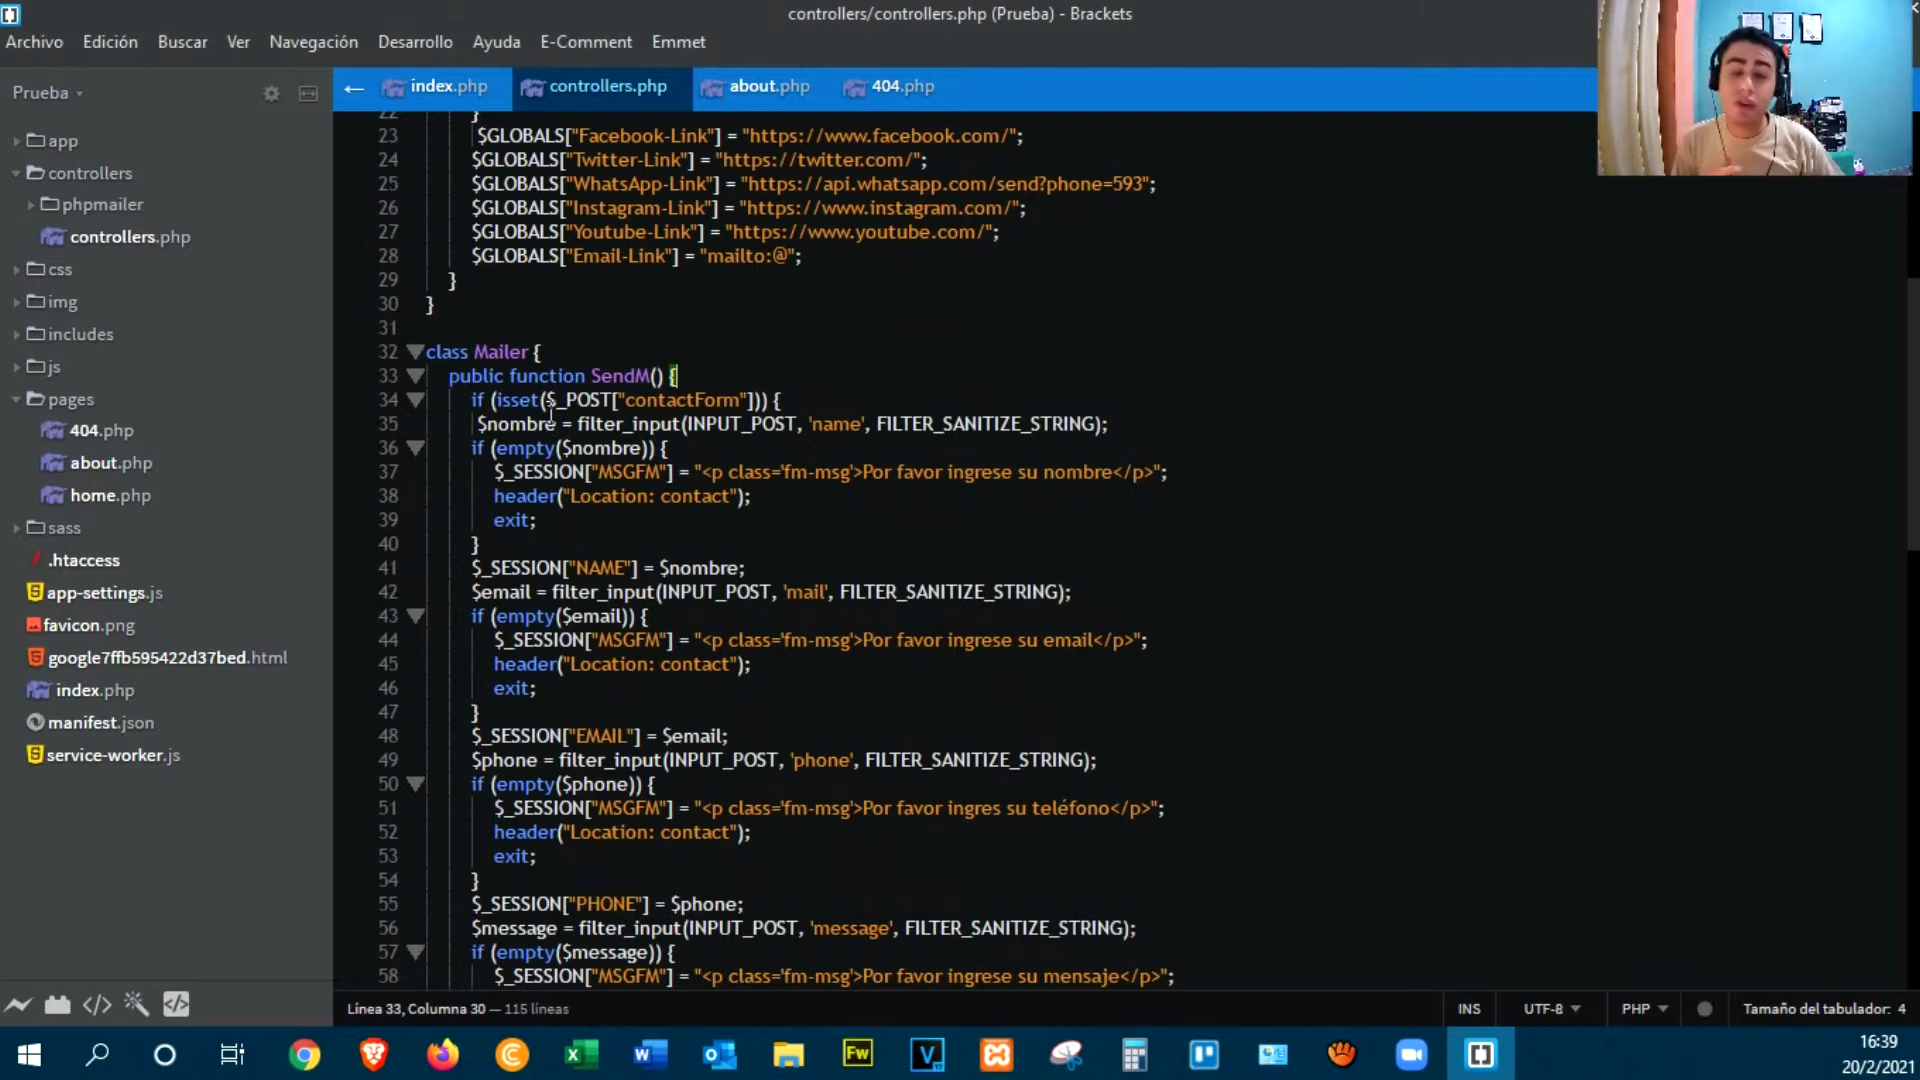 controllers/controllers.php (Prueba) - Brackets
Archivo Edición Buscar Ver Navegación Desarrollo Ayuda E-Comment Emmet
Prueba
app
controllers
phpmailer
controllers.php
css
img
includes
js
pages
404.php
about.php
home.php
sass
.htaccess
app-settings.js
favicon.png
google7ffb595422d37bed.html
index.php
manifest.json
service-worker.js
index.php controllers.php about.php 404.php
22 }
23 $GLOBALS["Facebook-Link"] = "https://www.facebook.com/";
24 $GLOBALS["Twitter-Link"] = "https://twitter.com/";
25 $GLOBALS["WhatsApp-Link"] = "https://api.whatsapp.com/send?phone=593";
26 $GLOBALS["Instagram-Link"] = "https://www.instagram.com/";
27 $GLOBALS["Youtube-Link"] = "https://www.youtube.com/";
28 $GLOBALS["Email-Link"] = "mailto:@";
29 }
30 }
31
32 class Mailer {
33 public function SendM() {
34 if (isset($_POST["contactForm"])) {
35 $nombre = filter_input(INPUT_POST, 'name', FILTER_SANITIZE_STRING);
36 if (empty($nombre)) {
37 $_SESSION["MSGFM"] = "<p class='fm-msg'>Por favor ingrese su nombre</p>";
38 header("Location: contact");
39 exit;
40 }
41 $_SESSION["NAME"] = $nombre;
42 $email = filter_input(INPUT_POST, 'mail', FILTER_SANITIZE_STRING);
43 if (empty($email)) {
44 $_SESSION["MSGFM"] = "<p class='fm-msg'>Por favor ingrese su email</p>";
45 header("Location: contact");
46 exit;
47 }
48 $_SESSION["EMAIL"] = $email;
49 $phone = filter_input(INPUT_POST, 'phone', FILTER_SANITIZE_STRING);
50 if (empty($phone)) {
51 $_SESSION["MSGFM"] = "<p class='fm-msg'>Por favor ingres su teléfono</p>";
52 header("Location: contact");
53 exit;
54 }
55 $_SESSION["PHONE"] = $phone;
56 $message = filter_input(INPUT_POST, 'message', FILTER_SANITIZE_STRING);
57 if (empty($message)) {
58 $_SESSION["MSGFM"] = "<p class='fm-msg'>Por favor ingrese su mensaje</p>";
Línea 33, Columna 30 — 115 líneas
INS UTF-8 PHP Tamaño del tabulador: 4
Fw
16:39
20/2/2021